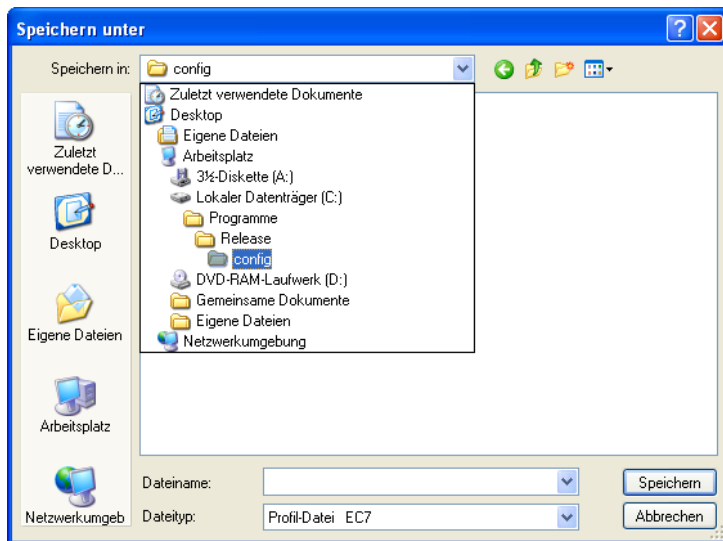 Speichern unter
Speichern in:
config
Zuletzt verwendete Dokumente
Desktop
Eigene Dateien
Arbeitsplatz
3½-Diskette (A:)
Lokaler Datenträger (C:)
Programme
Release
config
DVD-RAM-Laufwerk (D:)
Gemeinsame Dokumente
Eigene Dateien
Netzwerkumgebung
Zuletzt
verwendete D...
Desktop
Eigene Dateien
Arbeitsplatz
Netzwerkumgeb
Dateiname:
Speichern
Dateityp:
Profil-Datei EC7
Abbrechen